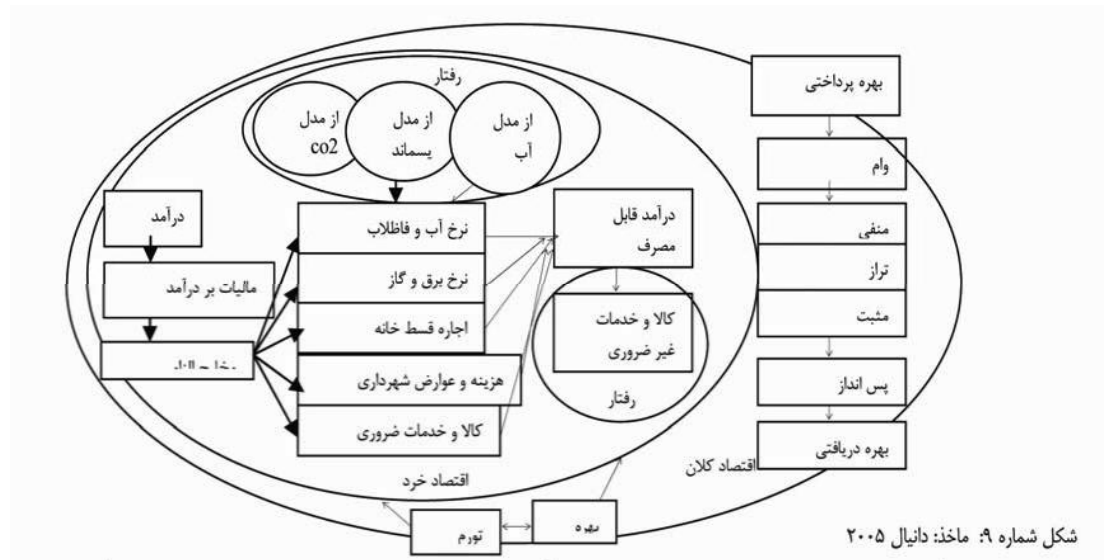 رفتار
از مدل
co2
از مدل
پسماند
از مدل
آب
بهره پرداختی
وام
منفی
تراز
مثبت
پس انداز
بهره دریافتی
درآمد
مالیات بر درآمد
نرخ آب و فاظلاب
نرخ برق و گاز
اجاره قسط خانه
هزینه و عوارض شهرداری
کالا و خدمات ضروری
درآمد قابل
مصرف
کالا و خدمات
غیر ضروری
رفتار
اقتصاد کلان
اقتصاد خرد
بهره
تورم
شکل شماره ۹: ماخذ: دانیال ۲۰۰۵